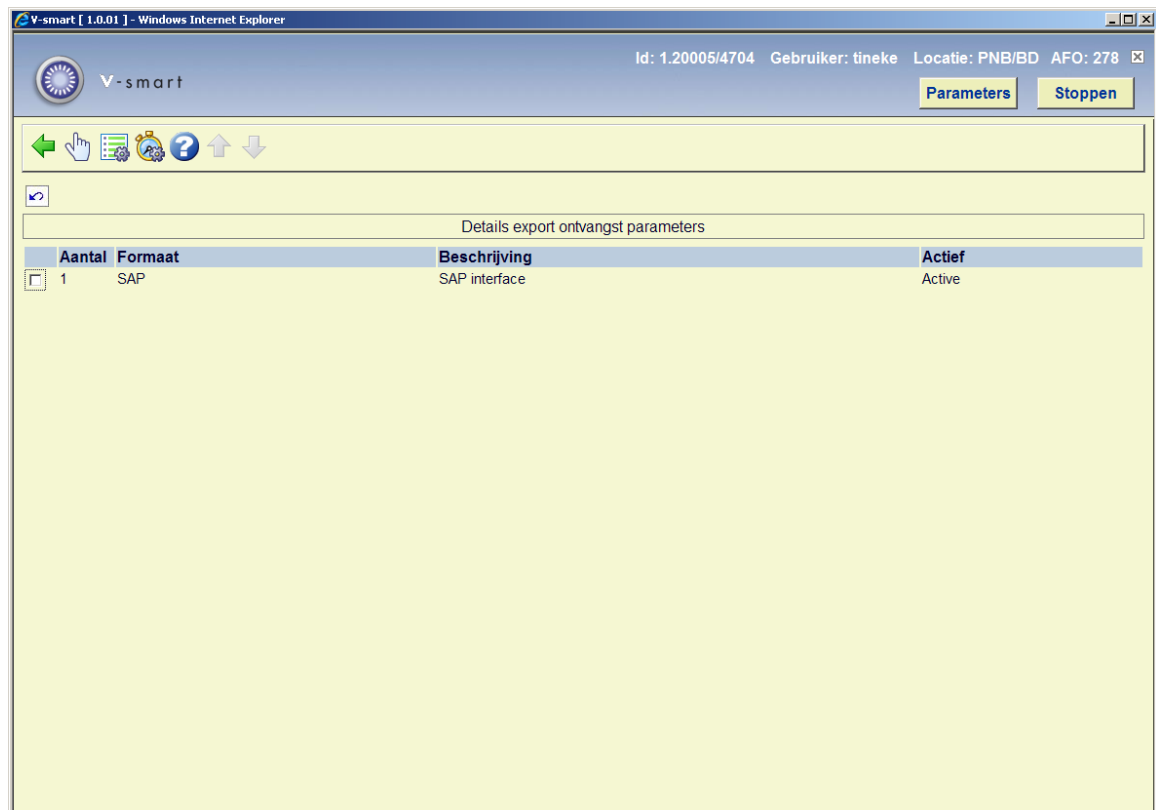 V-smart [ 1.0.01 ] - Windows Internet Explorer
Id: 1.20005/4704 Gebruiker: tineke Locatie: PNB/BD AFO: 278
V-smart
Parameters Stoppen
Details export ontvangst parameters
Aantal Formaat Beschrijving Actief
1 SAP SAP interface Active